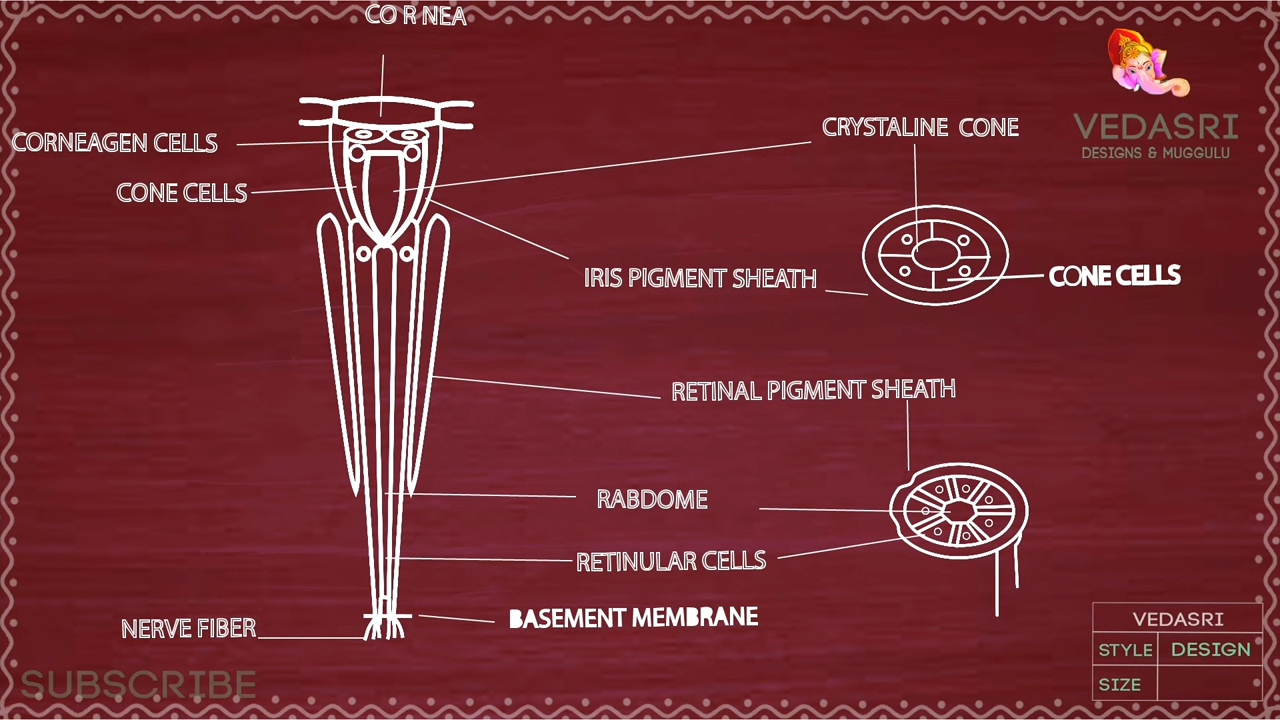 CO R NEA
CORNEAGEN CELLS
CRYSTALINE CONE
VEDASRI
DESIGNS & MUGGULU
CONE CELLS
IRIS PIGMENT SHEATH
CONE CELLS
RETINAL PIGMENT SHEATH
RABDOME
RETINULAR CELLS
BASEMENT MEMBRANE
NERVE FIBER
SUBSCRIBE
VEDASRI
STYLE DESIGN
SIZE